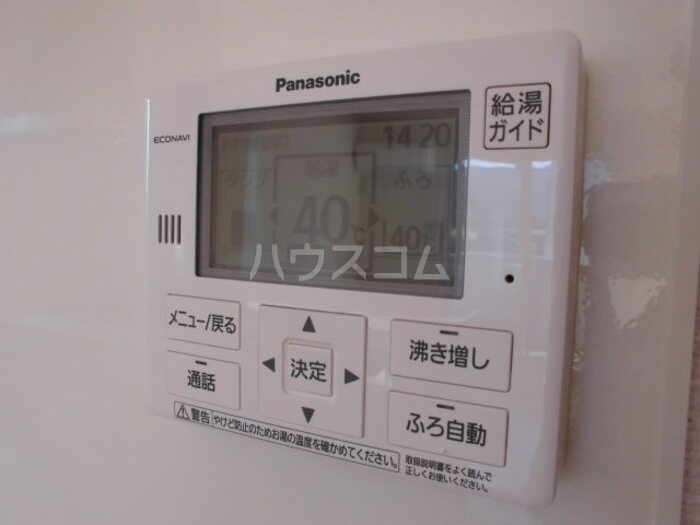 Panasonic
ECONAVI
給湯
ガイド
14:20
タンク
給湯
ふろ
40℃
40
ハウスコム
メニュー/戻る
沸き増し
決定
通話
ふろ自動
警告 やけど防止のためお湯の温度を確かめてください。
取扱説明書をよく読んで
正しくお使いください。